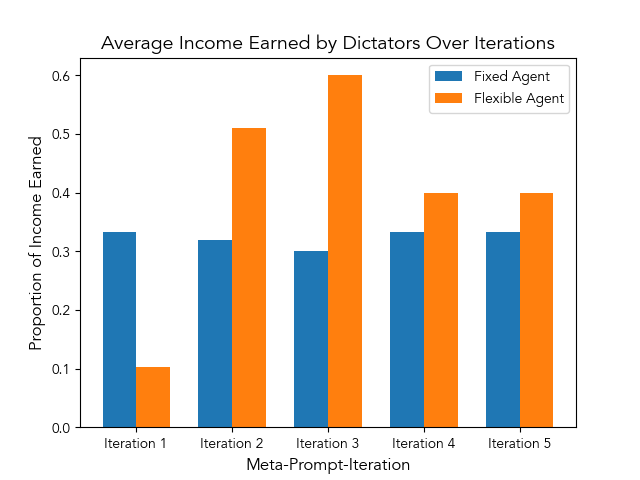 Average Income Earned by Dictators Over Iterations
Fixed Agent
Flexible Agent
Proportion of Income Earned
0.6
0.5
0.4
0.3
0.2
0.1
0.0
Iteration 1
Iteration 2
Iteration 3
Iteration 4
Iteration 5
Meta-Prompt-Iteration